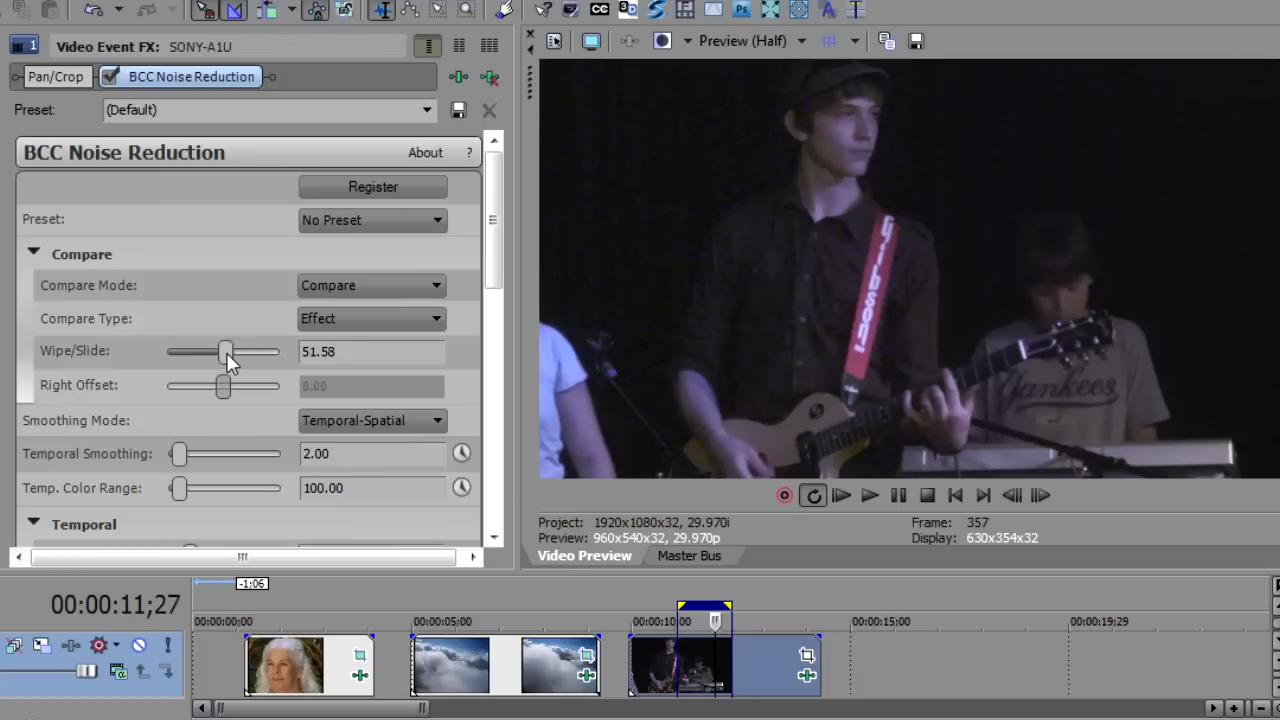 CC 3D Ps A T
1 Video Event FX: SONY-A1U
Preview (Half)
Pan/Crop BCC Noise Reduction
Preset: (Default)
BCC Noise Reduction About ?
Register
Preset: No Preset
Compare
Compare Mode: Compare
Compare Type: Effect
Wipe/Slide: 51.58
Right Offset: 0.00
Smoothing Mode: Temporal-Spatial
Temporal Smoothing: 2.00
Temp. Color Range: 100.00
Temporal
Yankees
Project: 1920x1080x32, 29.970i
Frame: 357
Preview: 960x540x32, 29.970p
Display: 630x354x32
Video Preview Master Bus
-1:06
00:00:11;27
00:00:00:00 00:00:05:00 00:00:10:00 00:00:15:00 00:00:19:29